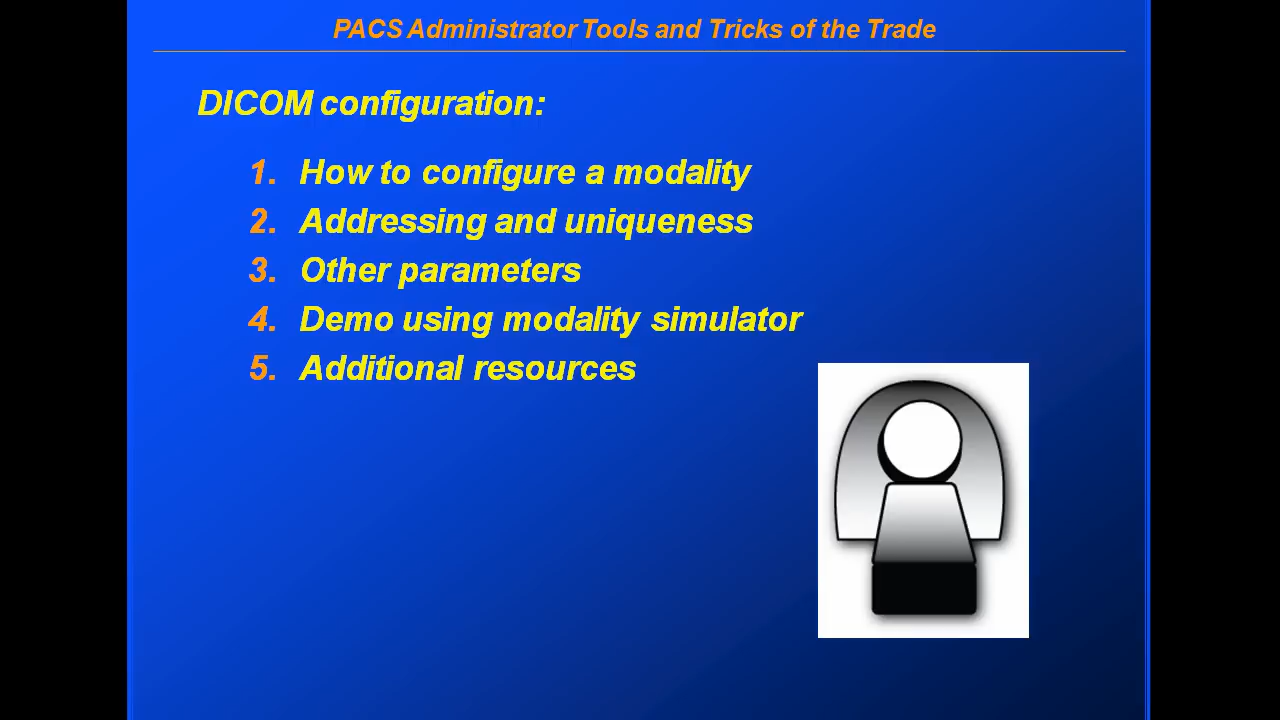 PACS Administrator Tools and Tricks of the Trade
DICOM configuration:
1. How to configure a modality
2. Addressing and uniqueness
3. Other parameters
4. Demo using modality simulator
5. Additional resources